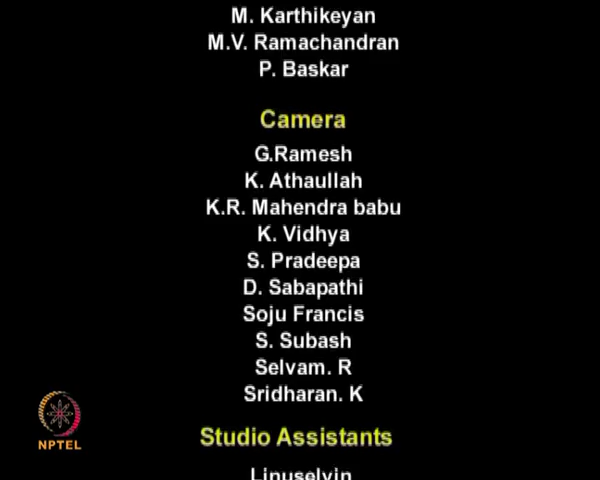 M. Karthikeyan
M.V. Ramachandran
P. Baskar
Camera
G.Ramesh
K. Athaullah
K.R. Mahendra babu
K. Vidhya
S. Pradeepa
D. Sabapathi
Soju Francis
S. Subash
Selvam. R
Sridharan. K
NPTEL
Studio Assistants
Linuselvin